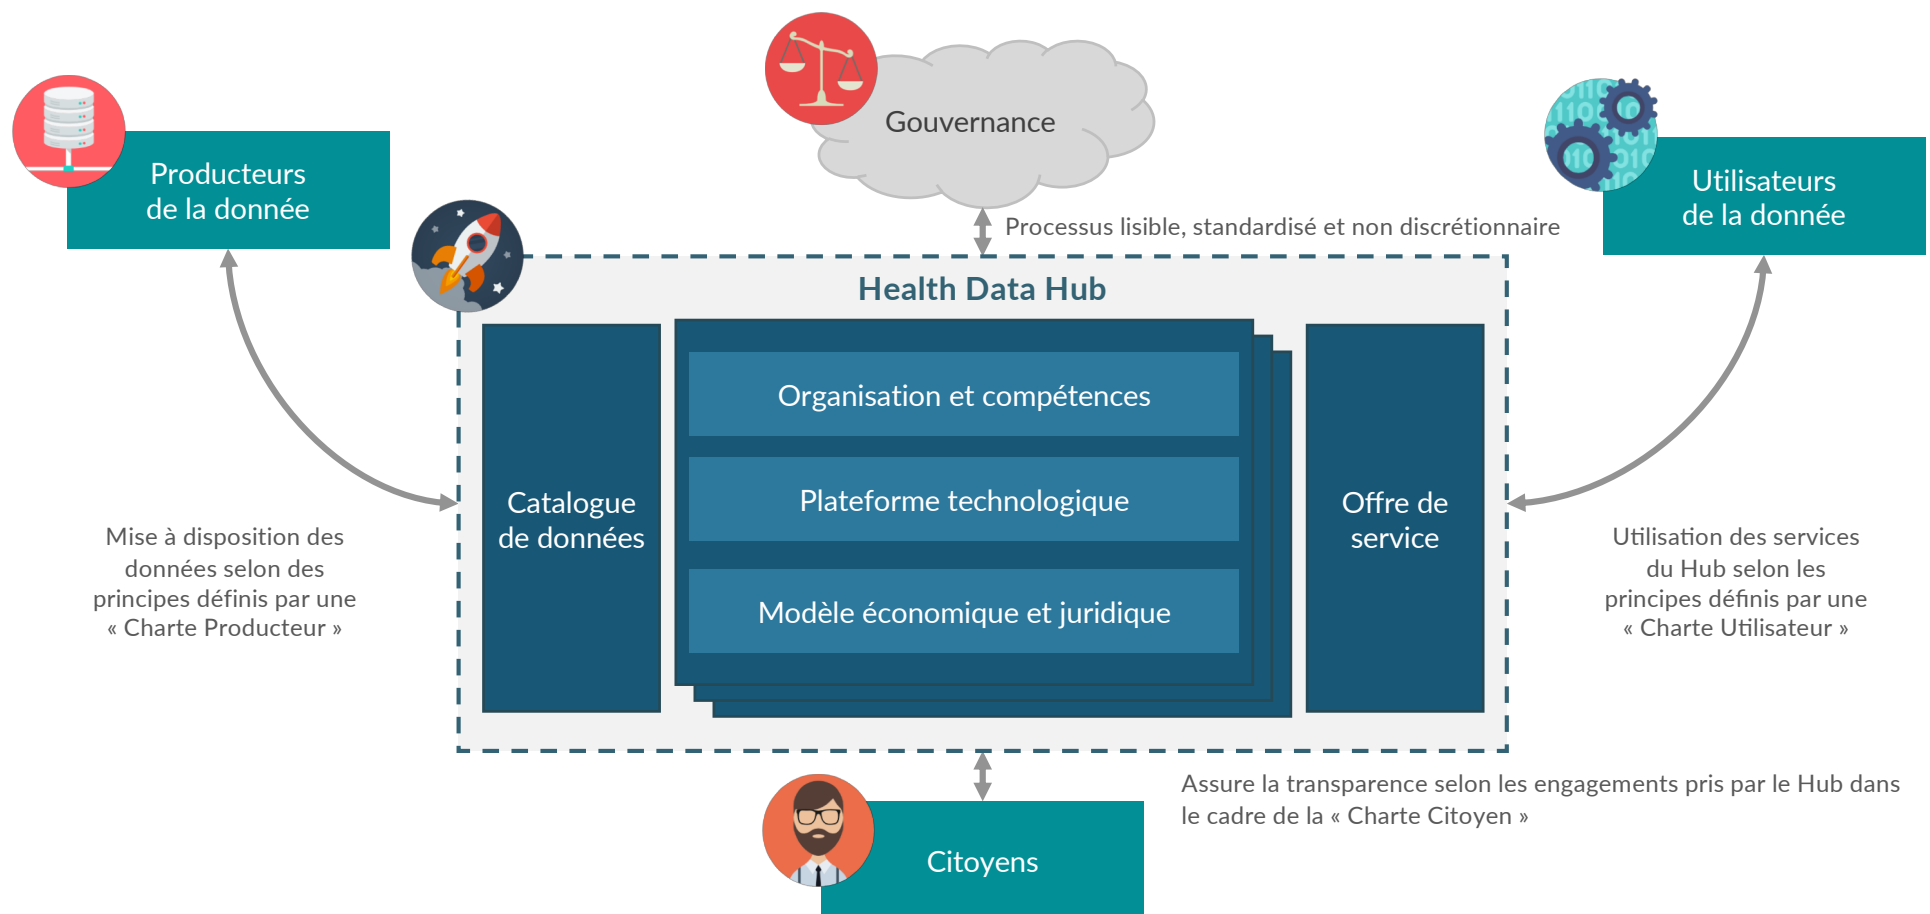 Gouvernance
Producteurs
de la donnée
Utilisateurs
de la donnée
Processus lisible, standardisé et non discrétionnaire
Health Data Hub
Catalogue
de données
Organisation et compétences
Plateforme technologique
Modèle économique et juridique
Offre de
service
Mise à disposition des
données selon des
principes définis par une
« Charte Producteur »
Utilisation des services
du Hub selon les
principes définis par une
« Charte Utilisateur »
Assure la transparence selon les engagements pris par le Hub dans
le cadre de la « Charte Citoyen »
Citoyens